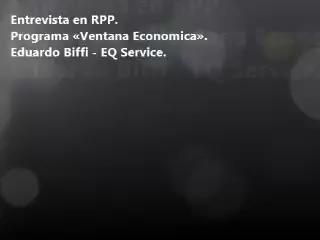 Entrevista en RPP.
Programa «Ventana Economica».
Eduardo Biffi - EQ Service.